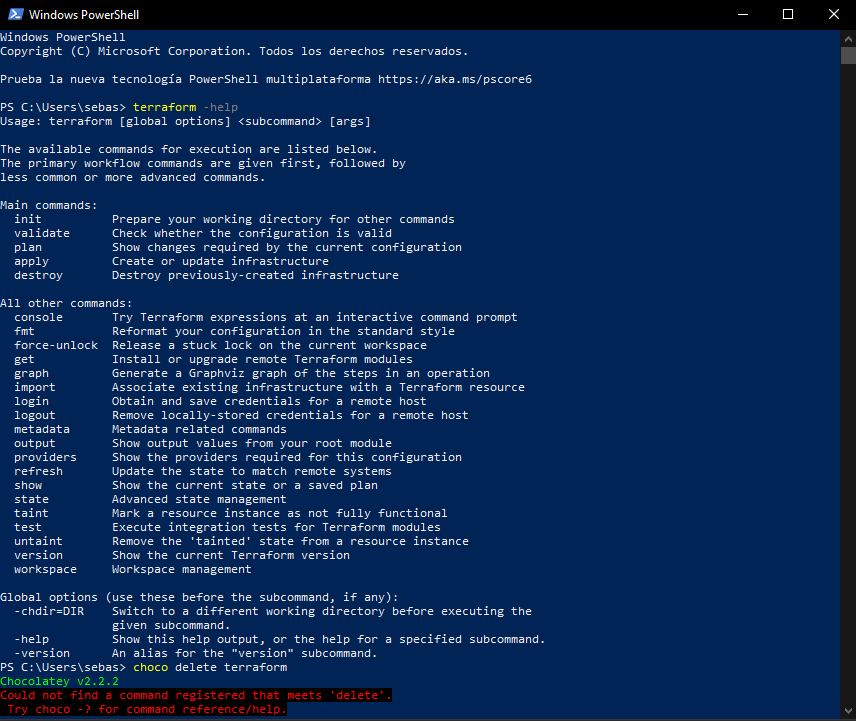 Windows PowerShell
Windows PowerShell
Copyright (C) Microsoft Corporation. Todos los derechos reservados.
Prueba la nueva tecnología PowerShell multiplataforma https://aka.ms/pscore6
PS C:\Users\sebas> terraform -help
Usage: terraform [global options] <subcommand> [args]
The available commands for execution are listed below.
The primary workflow commands are given first, followed by
less common or more advanced commands.
Main commands:
  init          Prepare your working directory for other commands
  validate      Check whether the configuration is valid
  plan          Show changes required by the current configuration
  apply         Create or update infrastructure
  destroy       Destroy previously-created infrastructure
All other commands:
  console       Try Terraform expressions at an interactive command prompt
  fmt           Reformat your configuration in the standard style
  force-unlock  Release a stuck lock on the current workspace
  get           Install or upgrade remote Terraform modules
  graph         Generate a Graphviz graph of the steps in an operation
  import        Associate existing infrastructure with a Terraform resource
  login         Obtain and save credentials for a remote host
  logout        Remove locally-stored credentials for a remote host
  metadata      Metadata related commands
  output        Show output values from your root module
  providers     Show the providers required for this configuration
  refresh       Update the state to match remote systems
  show          Show the current state or a saved plan
  state         Advanced state management
  taint         Mark a resource instance as not fully functional
  test          Execute integration tests for Terraform modules
  untaint       Remove the 'tainted' state from a resource instance
  version       Show the current Terraform version
  workspace     Workspace management
Global options (use these before the subcommand, if any):
  -chdir=DIR    Switch to a different working directory before executing the
                given subcommand.
  -help         Show this help output, or the help for a specified subcommand.
  -version      An alias for the "version" subcommand.
PS C:\Users\sebas> choco delete terraform
Chocolatey v2.2.2
Could not find a command registered that meets 'delete'.
 Try choco -? for command reference/help.